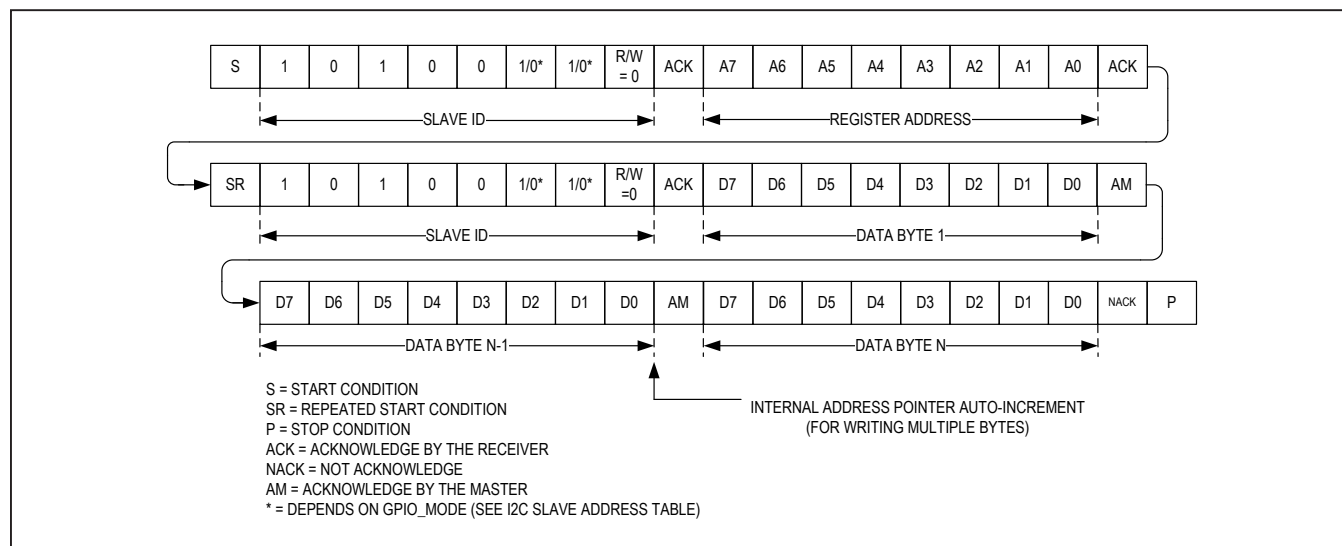 S 1 0 1 0 0 1/0* 1/0* R/W = 0 ACK A7 A6 A5 A4 A3 A2 A1 A0 ACK
SLAVE ID REGISTER ADDRESS
SR 1 0 1 0 0 1/0* 1/0* R/W =0 ACK D7 D6 D5 D4 D3 D2 D1 D0 AM
SLAVE ID DATA BYTE 1
D7 D6 D5 D4 D3 D2 D1 D0 AM D7 D6 D5 D4 D3 D2 D1 D0 NACK P
DATA BYTE N-1 DATA BYTE N
S = START CONDITION
SR = REPEATED START CONDITION
P = STOP CONDITION
ACK = ACKNOWLEDGE BY THE RECEIVER
NACK = NOT ACKNOWLEDGE
AM = ACKNOWLEDGE BY THE MASTER
* = DEPENDS ON GPIO_MODE (SEE I2C SLAVE ADDRESS TABLE)
INTERNAL ADDRESS POINTER AUTO-INCREMENT
(FOR WRITING MULTIPLE BYTES)